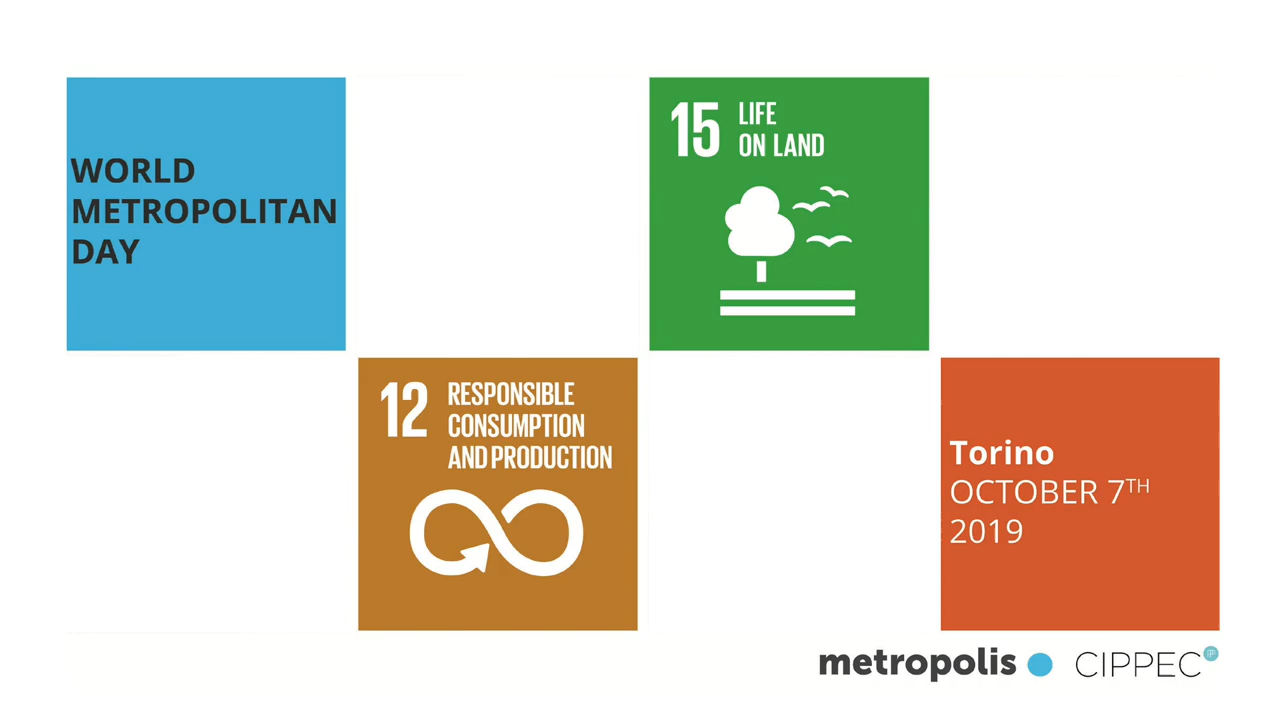 WORLD
METROPOLITAN
DAY
15 LIFE
ON LAND
12 RESPONSIBLE
CONSUMPTION
AND PRODUCTION
Torino
OCTOBER 7TH
2019
metropolis CIPPEC